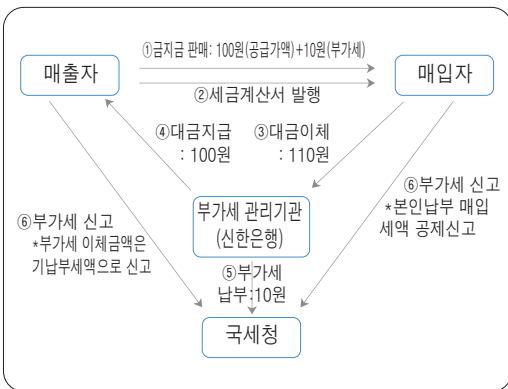 ①금지금 판매: 100원(공급가액)+10원(부가세)
매출자
매입자
②세금계산서 발행
④대금지급
: 100원
③대금이체
: 110원
⑥부가세 신고
*본인납부 매입
세액 공제신고
부가세 관리기관
(신한은행)
⑥부가세 신고
*부가세 이체금액은
기납부세액으로 신고
⑤부가세
납부:10원
국세청